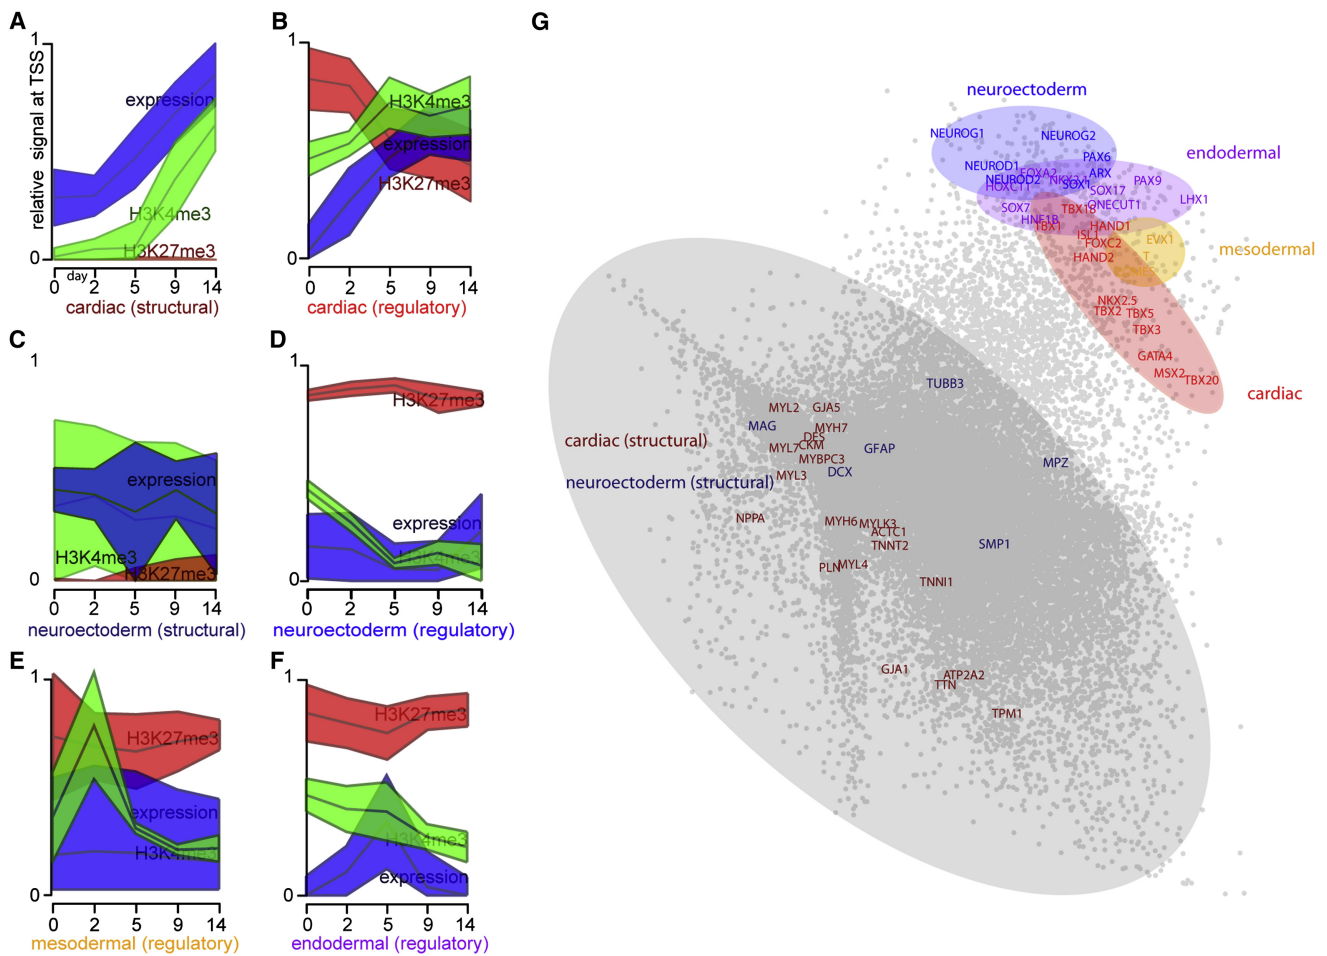 A
relative signal at TSS
1
0
expression
H3K4me3
H3K27me3
day
0 2 5 9 14
cardiac (structural)
B
1
0
H3K4me3
expression
H3K27me3
0 2 5 9 14
cardiac (regulatory)
C
1
0
expression
H3K4me3
H3K27me3
0 2 5 9 14
neuroectoderm (structural)
D
1
0
H3K27me3
expression
H3K4me3
0 2 5 9 14
neuroectoderm (regulatory)
E
1
0
H3K27me3
expression
H3K4me3
0 2 5 9 14
mesodermal (regulatory)
F
1
0
H3K27me3
H3K4me3
expression
0 2 5 9 14
endodermal (regulatory)
G
neuroectoderm
NEUROG1
NEUROG2
endodermal
PAX6
NEUROD1
FOXA2
ARX
NEUROD2
SOX1
PAX9
HOXC11
SOX17
LHX1
SOX7
TBX18
ONECUT1
HNF1B
TBX1
HAND1
ISL1
FOXC2
EVX1
mesodermal
HAND2
T
NKX2.5
TBX2
TBX5
TBX3
GATA4
MSX2
TBX20
cardiac
TUBB3
MYL2
GJA5
MAG
MYH7
cardiac (structural)
DES
MYL7
CKM
GFAP
MYBPC3
MPZ
DCX
neuroectoderm (structural)
MYL3
NPPA
MYH6
MYLK3
ACTC1
TNNT2
SMP1
PLN
MYL4
TNNI1
GJA1
ATP2A2
TTN
TPM1